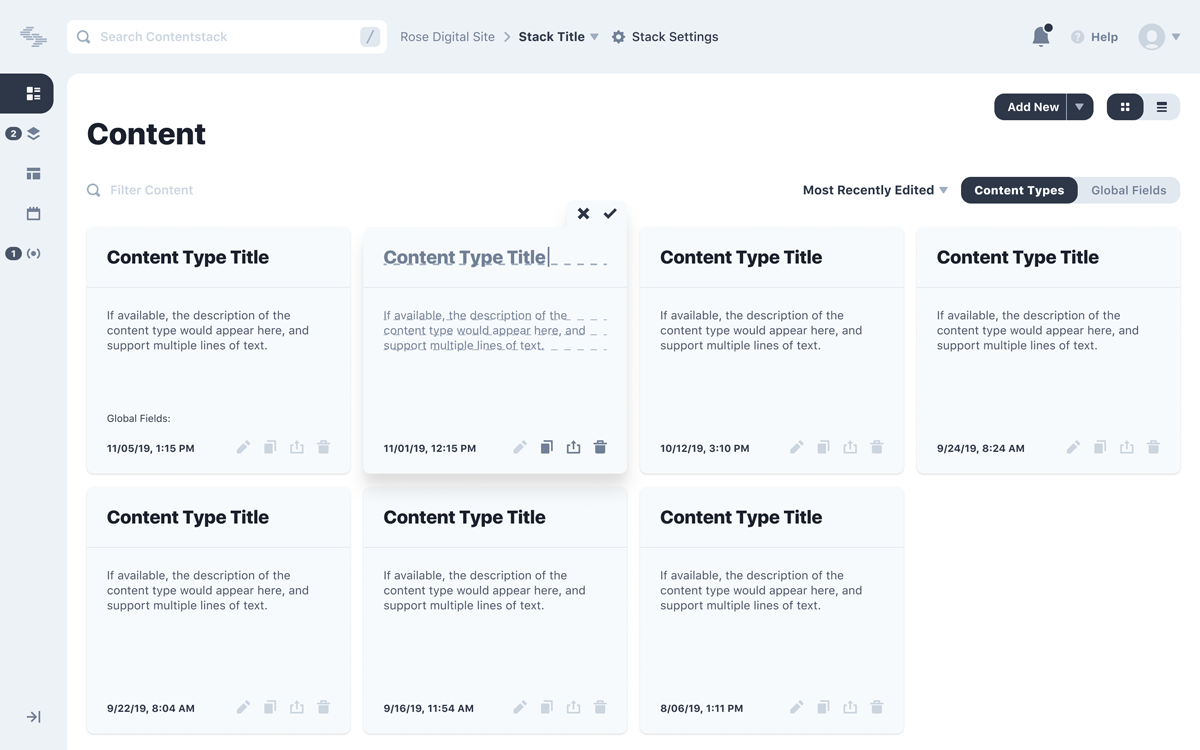 Search Contentstack
/
Rose Digital Site
Stack Title
Stack Settings
? Help
Add New
2
Content
Filter Content
Most Recently Edited
Content Types
Global Fields
1
Content Type Title
If available, the description of the
content type would appear here, and
support multiple lines of text.
Global Fields:
11/05/19, 1:15 PM
Content Type Title
If available, the description of the
content type would appear here, and
support multiple lines of text.
11/01/19, 12:15 PM
Content Type Title
If available, the description of the
content type would appear here, and
support multiple lines of text.
10/12/19, 3:10 PM
Content Type Title
If available, the description of the
content type would appear here, and
support multiple lines of text.
9/24/19, 8:24 AM
Content Type Title
If available, the description of the
content type would appear here, and
support multiple lines of text.
9/22/19, 8:04 AM
Content Type Title
If available, the description of the
content type would appear here, and
support multiple lines of text.
9/16/19, 11:54 AM
Content Type Title
If available, the description of the
content type would appear here, and
support multiple lines of text.
8/06/19, 1:11 PM